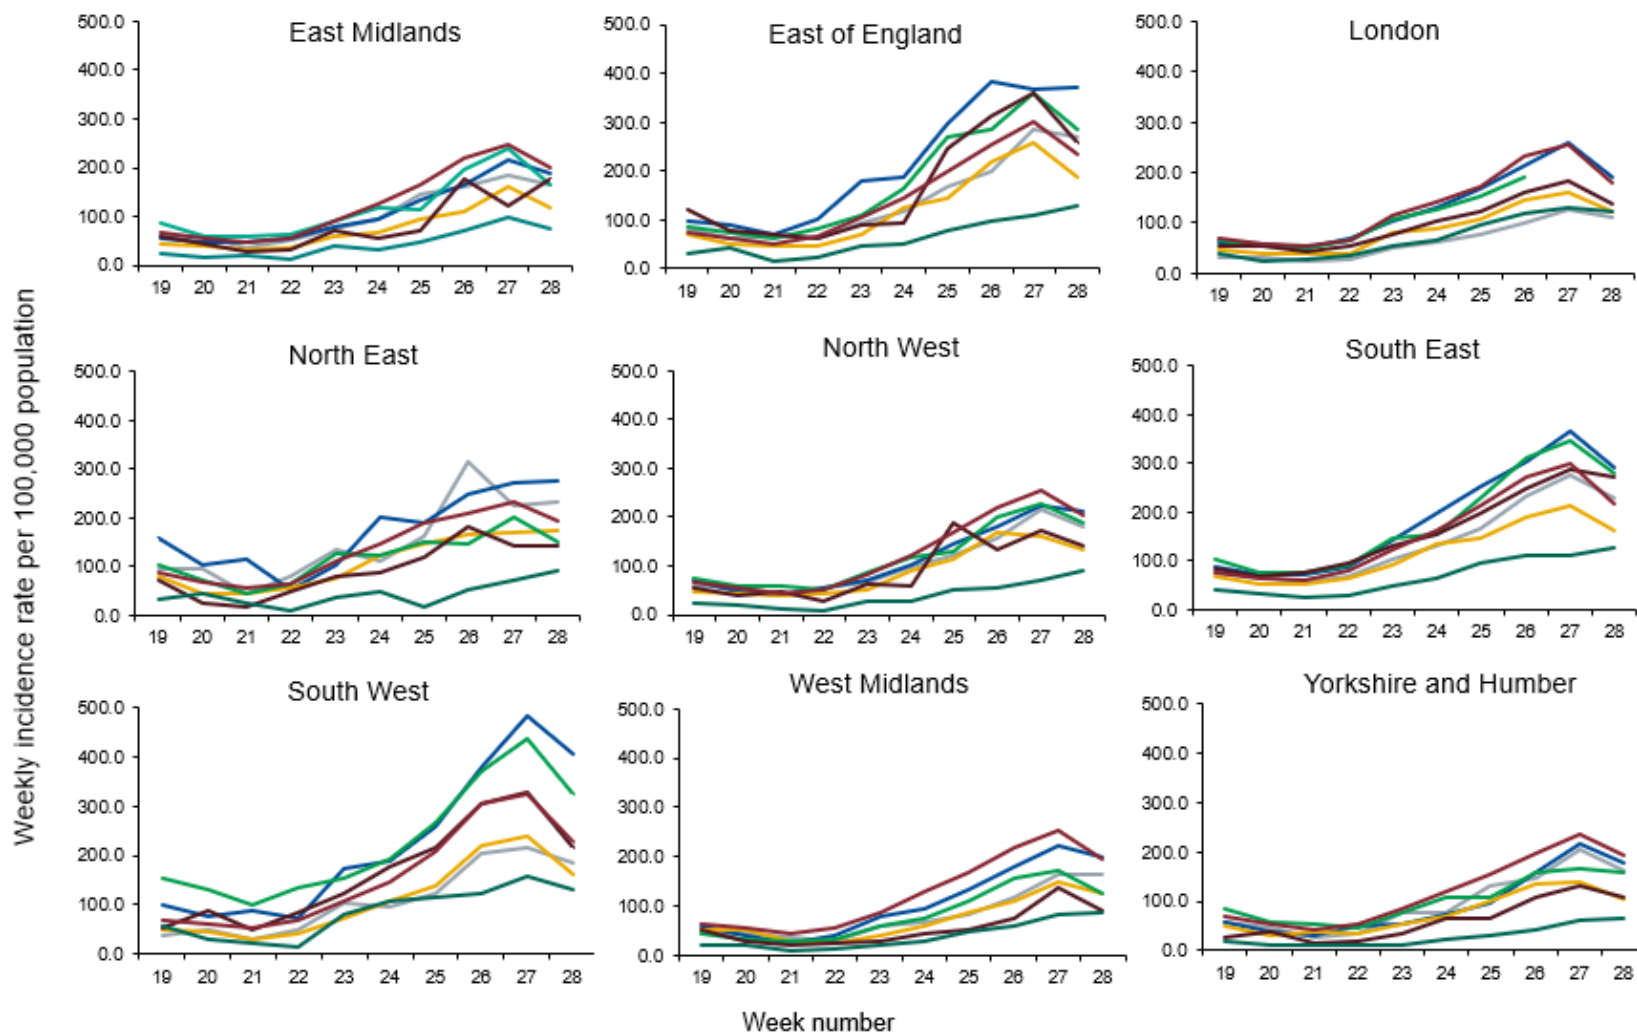 Weekly incidence rate per 100,000 population
East Midlands
500.0
400.0
300.0
200.0
100.0
0.0
19 20 21 22 23 24 25 26 27 28
East of England
500.0
400.0
300.0
200.0
100.0
0.0
19 20 21 22 23 24 25 26 27 28
London
500.0
400.0
300.0
200.0
100.0
0.0
19 20 21 22 23 24 25 26 27 28
North East
500.0
400.0
300.0
200.0
100.0
0.0
19 20 21 22 23 24 25 26 27 28
North West
500.0
400.0
300.0
200.0
100.0
0.0
19 20 21 22 23 24 25 26 27 28
South East
500.0
400.0
300.0
200.0
100.0
0.0
19 20 21 22 23 24 25 26 27 28
South West
500.0
400.0
300.0
200.0
100.0
0.0
19 20 21 22 23 24 25 26 27 28
West Midlands
500.0
400.0
300.0
200.0
100.0
0.0
19 20 21 22 23 24 25 26 27 28
Yorkshire and Humber
500.0
400.0
300.0
200.0
100.0
0.0
19 20 21 22 23 24 25 26 27 28
Week number